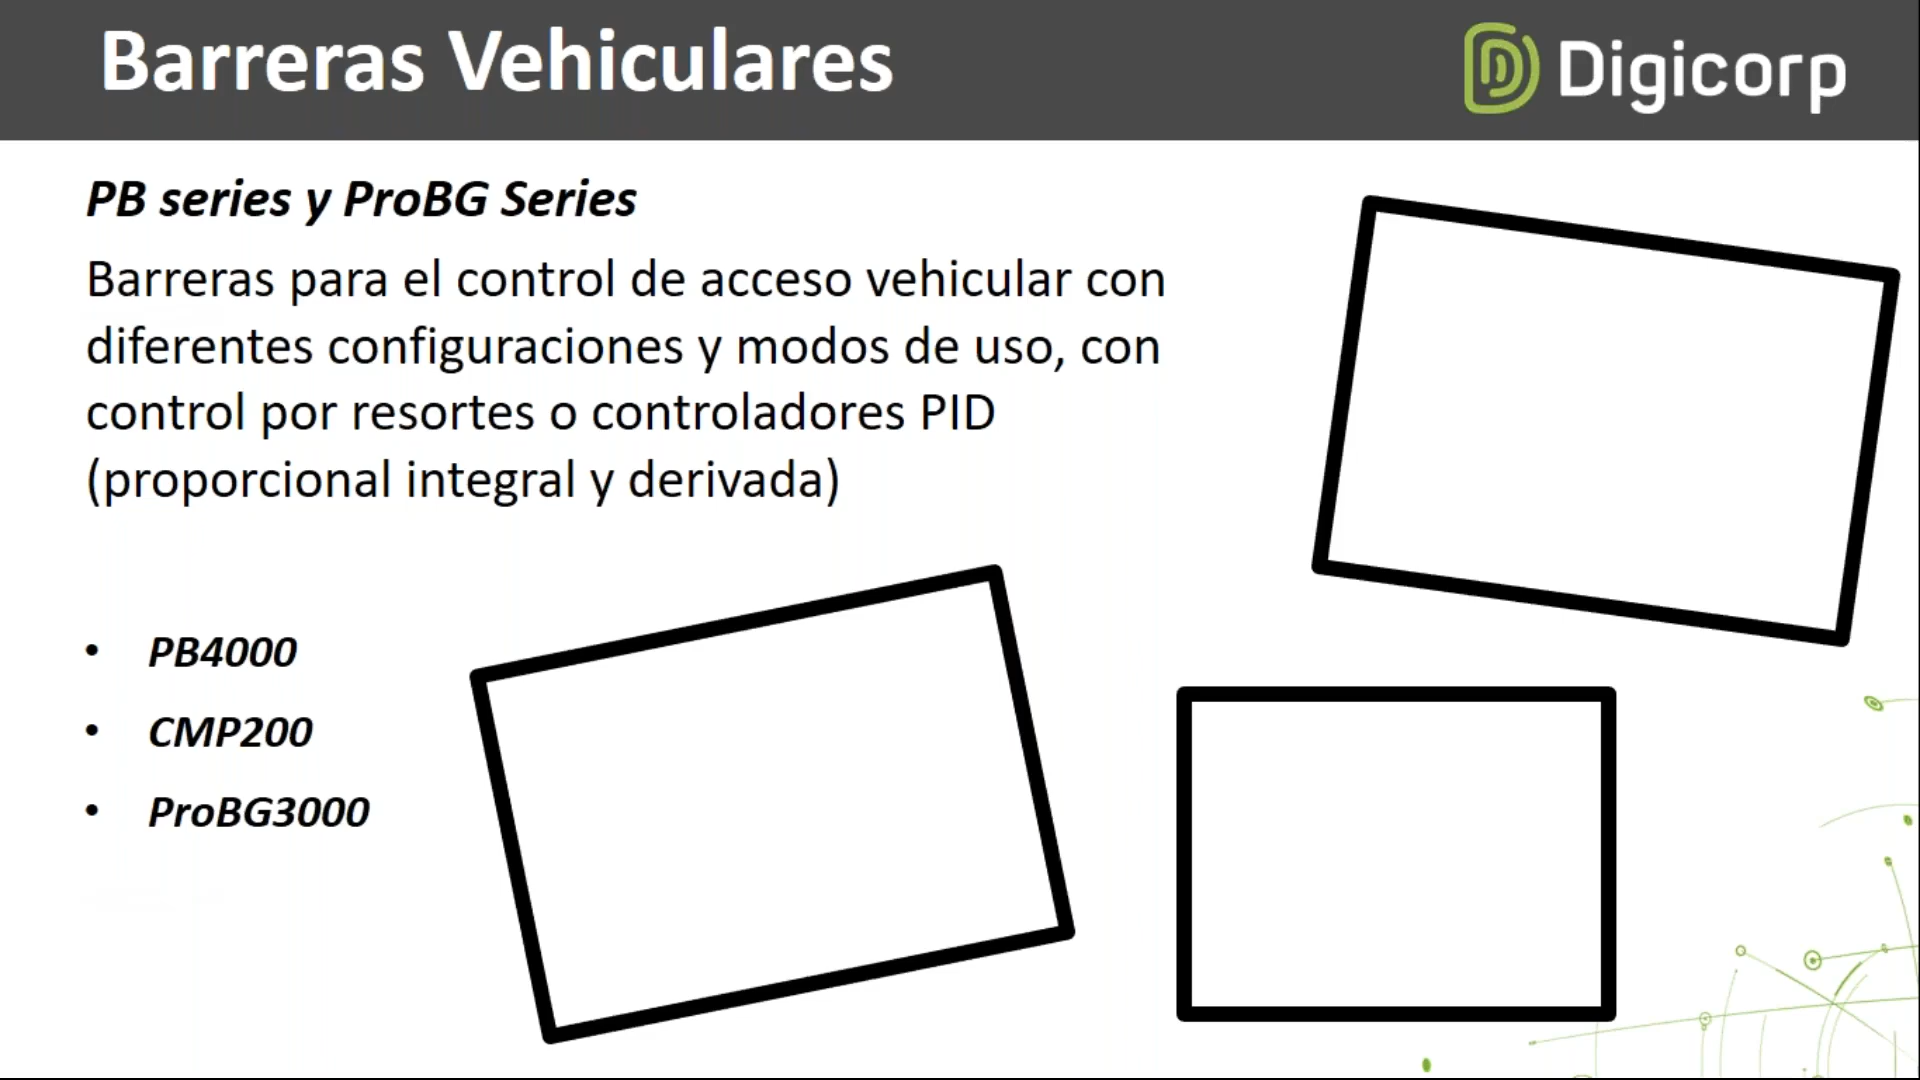 Barreras Vehiculares
Digicorp
PB series y ProBG Series
Barreras para el control de acceso vehicular con
diferentes configuraciones y modos de uso, con
control por resortes o controladores PID
(proporcional integral y derivada)
• PB4000
• CMP200
• ProBG3000